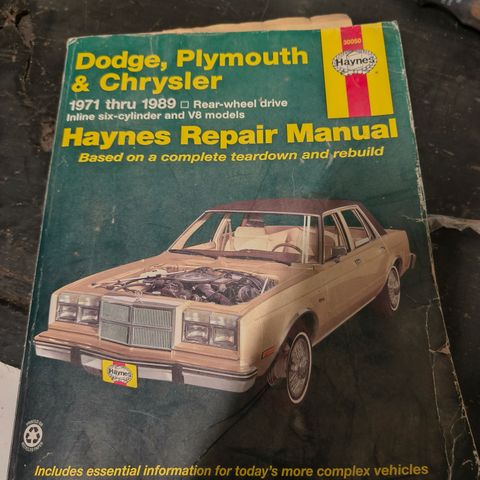 30050
Haynes
Dodge, Plymouth
& Chrysler
1971 thru 1989 □ Rear-wheel drive
Inline six-cylinder and V8 models
Haynes Repair Manual
Based on a complete teardown and rebuild
Haynes
Includes essential information for today's more complex vehicles